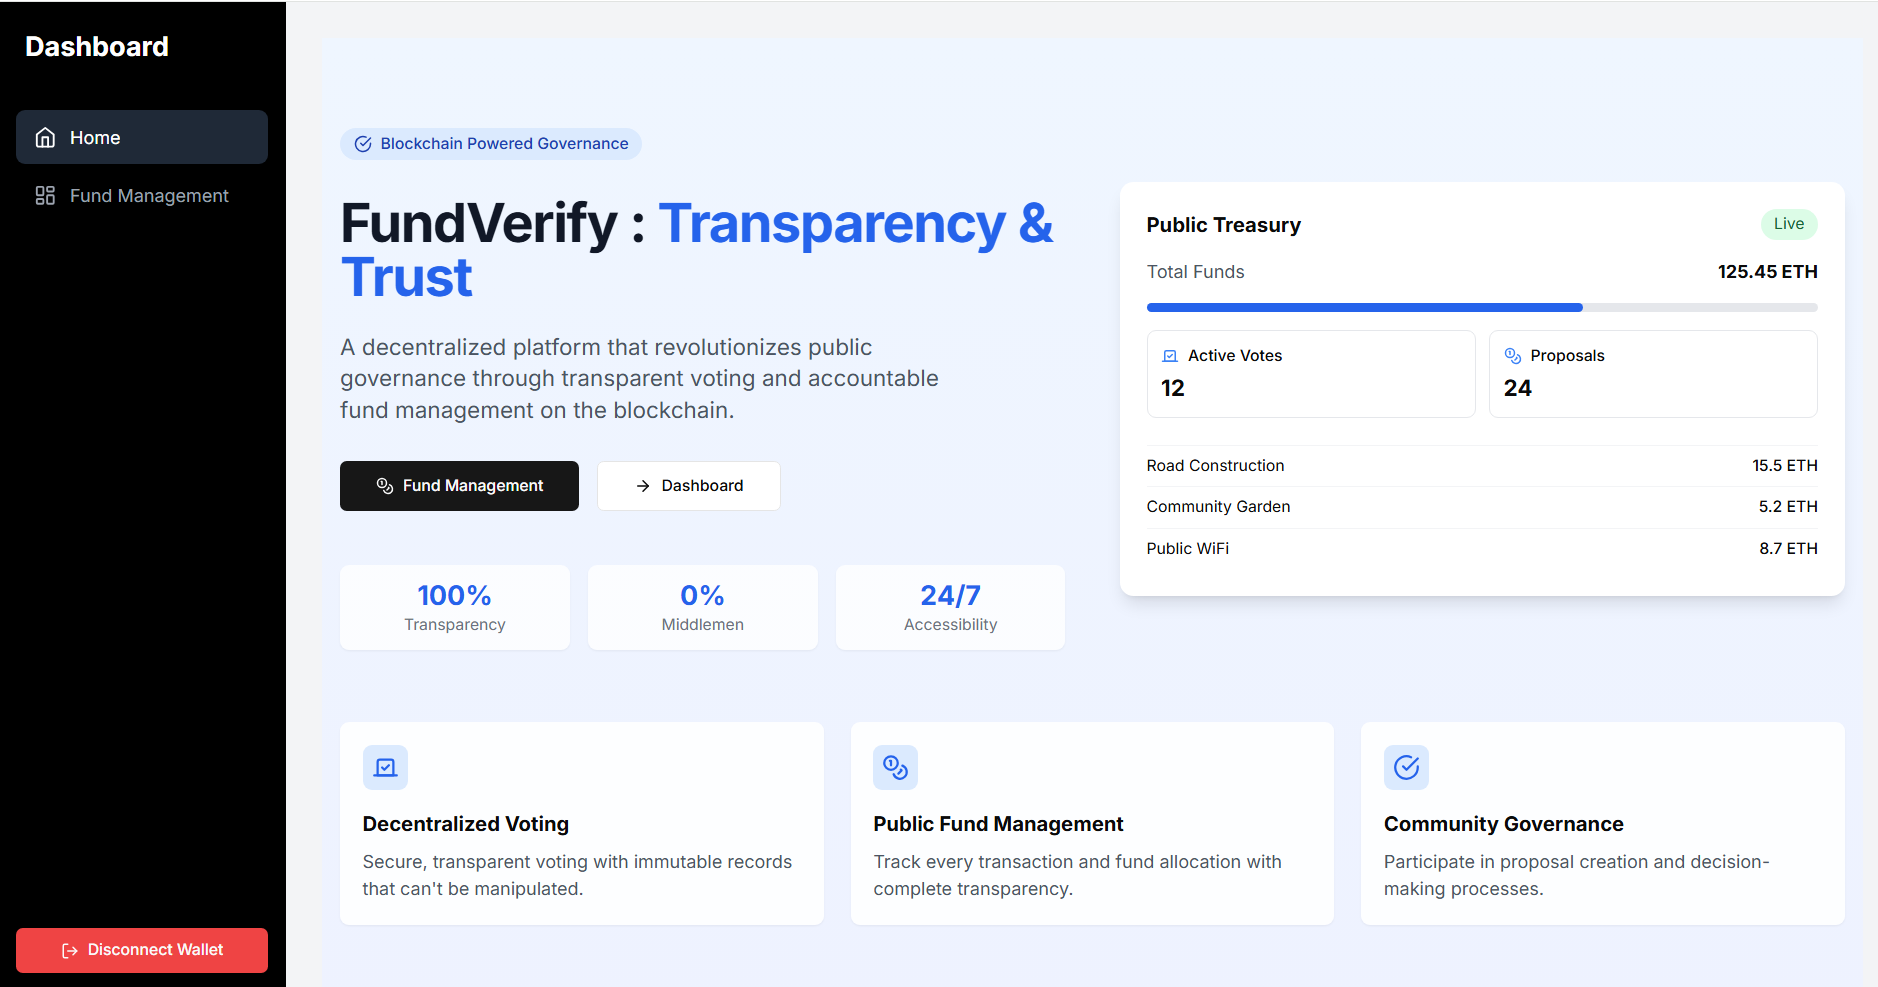 Dashboard
Home
Fund Management
Disconnect Wallet
Blockchain Powered Governance
FundVerify : Transparency &
Trust
A decentralized platform that revolutionizes public
governance through transparent voting and accountable
fund management on the blockchain.
Fund Management
Dashboard
100%
Transparency
0%
Middlemen
24/7
Accessibility
Public Treasury
Live
Total Funds 125.45 ETH
Active Votes
12
Proposals
24
Road Construction 15.5 ETH
Community Garden 5.2 ETH
Public WiFi 8.7 ETH
Decentralized Voting
Secure, transparent voting with immutable records
that can't be manipulated.
Public Fund Management
Track every transaction and fund allocation with
complete transparency.
Community Governance
Participate in proposal creation and decision-
making processes.